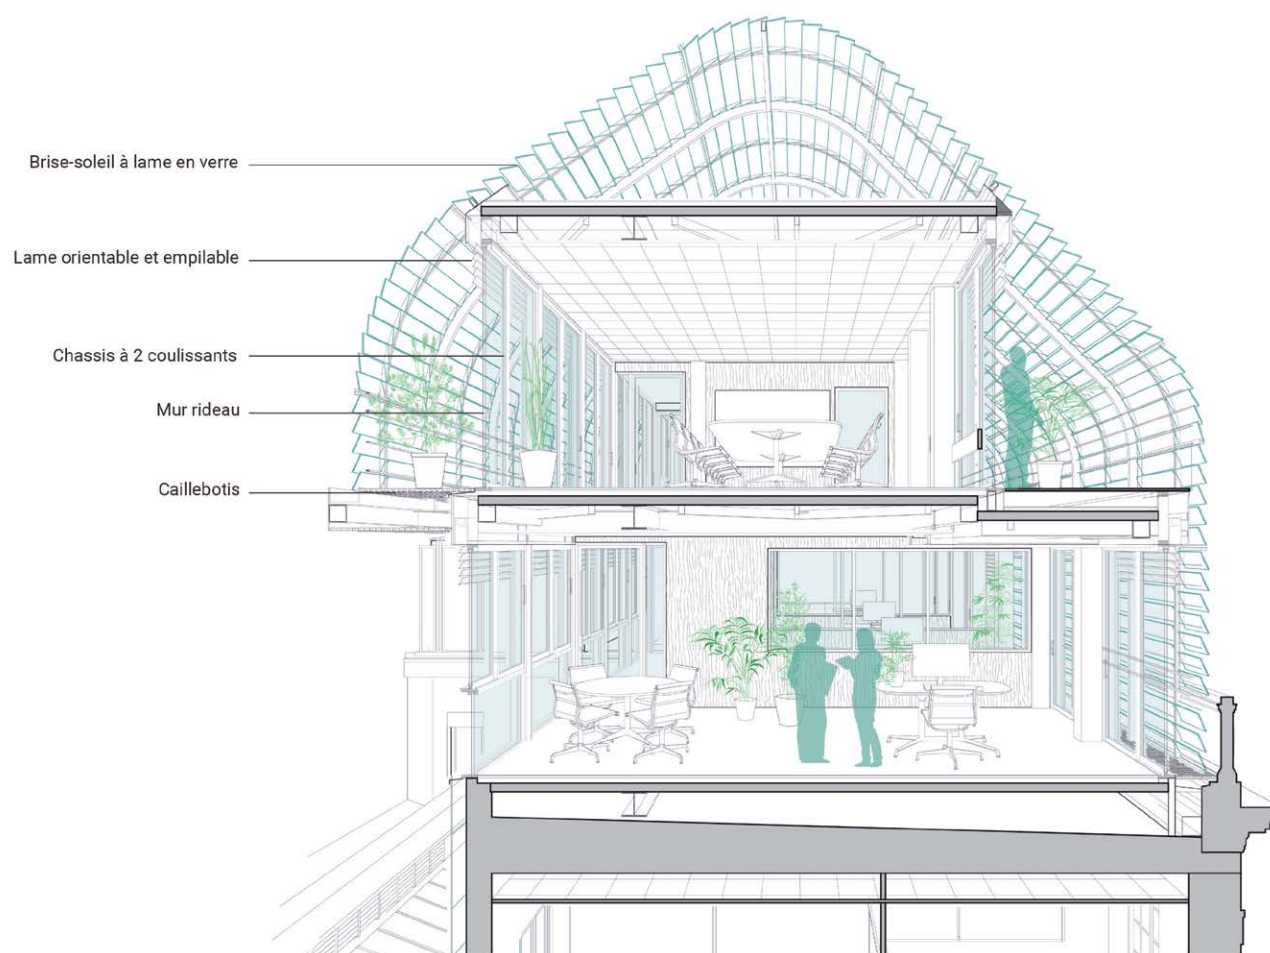 Brise-soleil à lame en verre
Lame orientable et empilable
Chassis à 2 coulissants
Mur rideau
Caillebotis